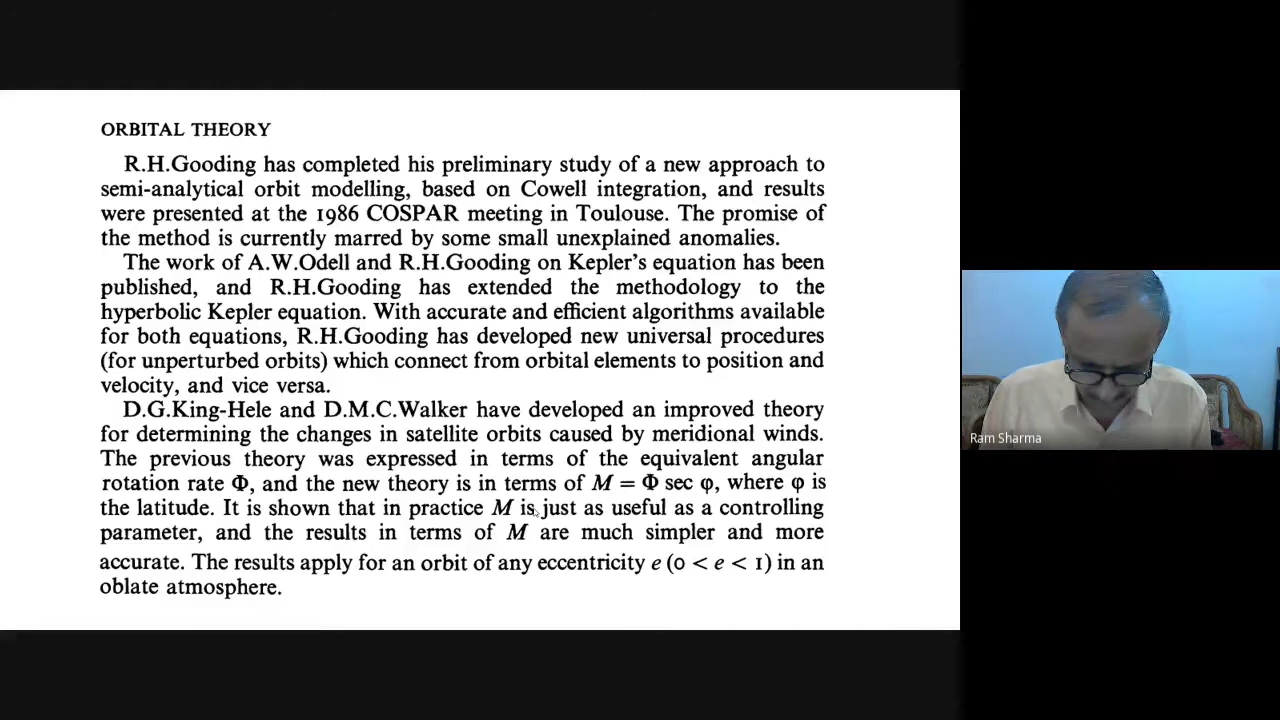 ORBITAL THEORY
R.H.Gooding has completed his preliminary study of a new approach to
semi-analytical orbit modelling, based on Cowell integration, and results
were presented at the 1986 COSPAR meeting in Toulouse. The promise of
the method is currently marred by some small unexplained anomalies.
The work of A.W.Odell and R.H.Gooding on Kepler's equation has been
published, and R.H.Gooding has extended the methodology to the
hyperbolic Kepler equation. With accurate and efficient algorithms available
for both equations, R.H.Gooding has developed new universal procedures
(for unperturbed orbits) which connect from orbital elements to position and
velocity, and vice versa.
D.G.King-Hele and D.M.C.Walker have developed an improved theory
for determining the changes in satellite orbits caused by meridional winds.
The previous theory was expressed in terms of the equivalent angular
rotation rate Φ, and the new theory is in terms of M = Φ sec φ, where φ is
the latitude. It is shown that in practice M is just as useful as a controlling
parameter, and the results in terms of M are much simpler and more
accurate. The results apply for an orbit of any eccentricity e (0 < e < 1) in an
oblate atmosphere.
Ram Sharma